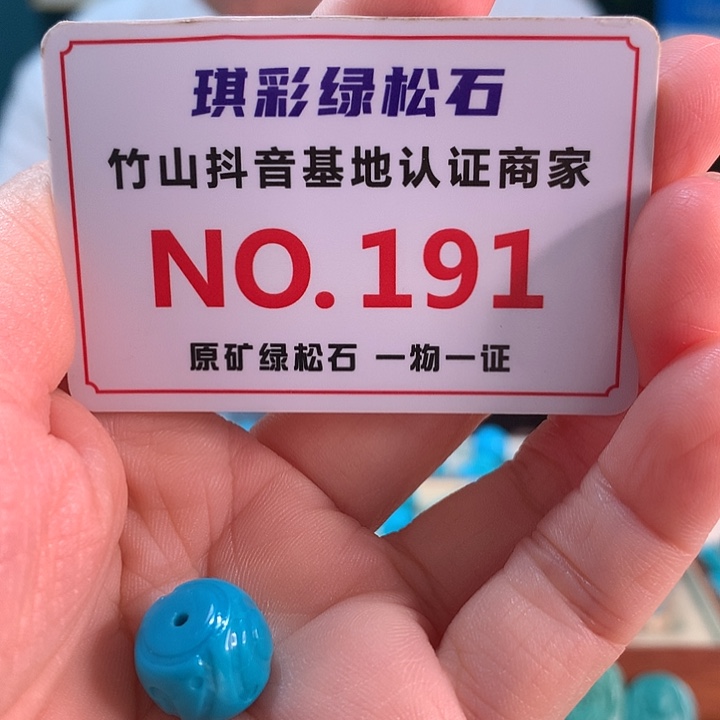 琪彩绿松石
竹山抖音基地认证商家
NO.191
原矿绿松石 一物一证